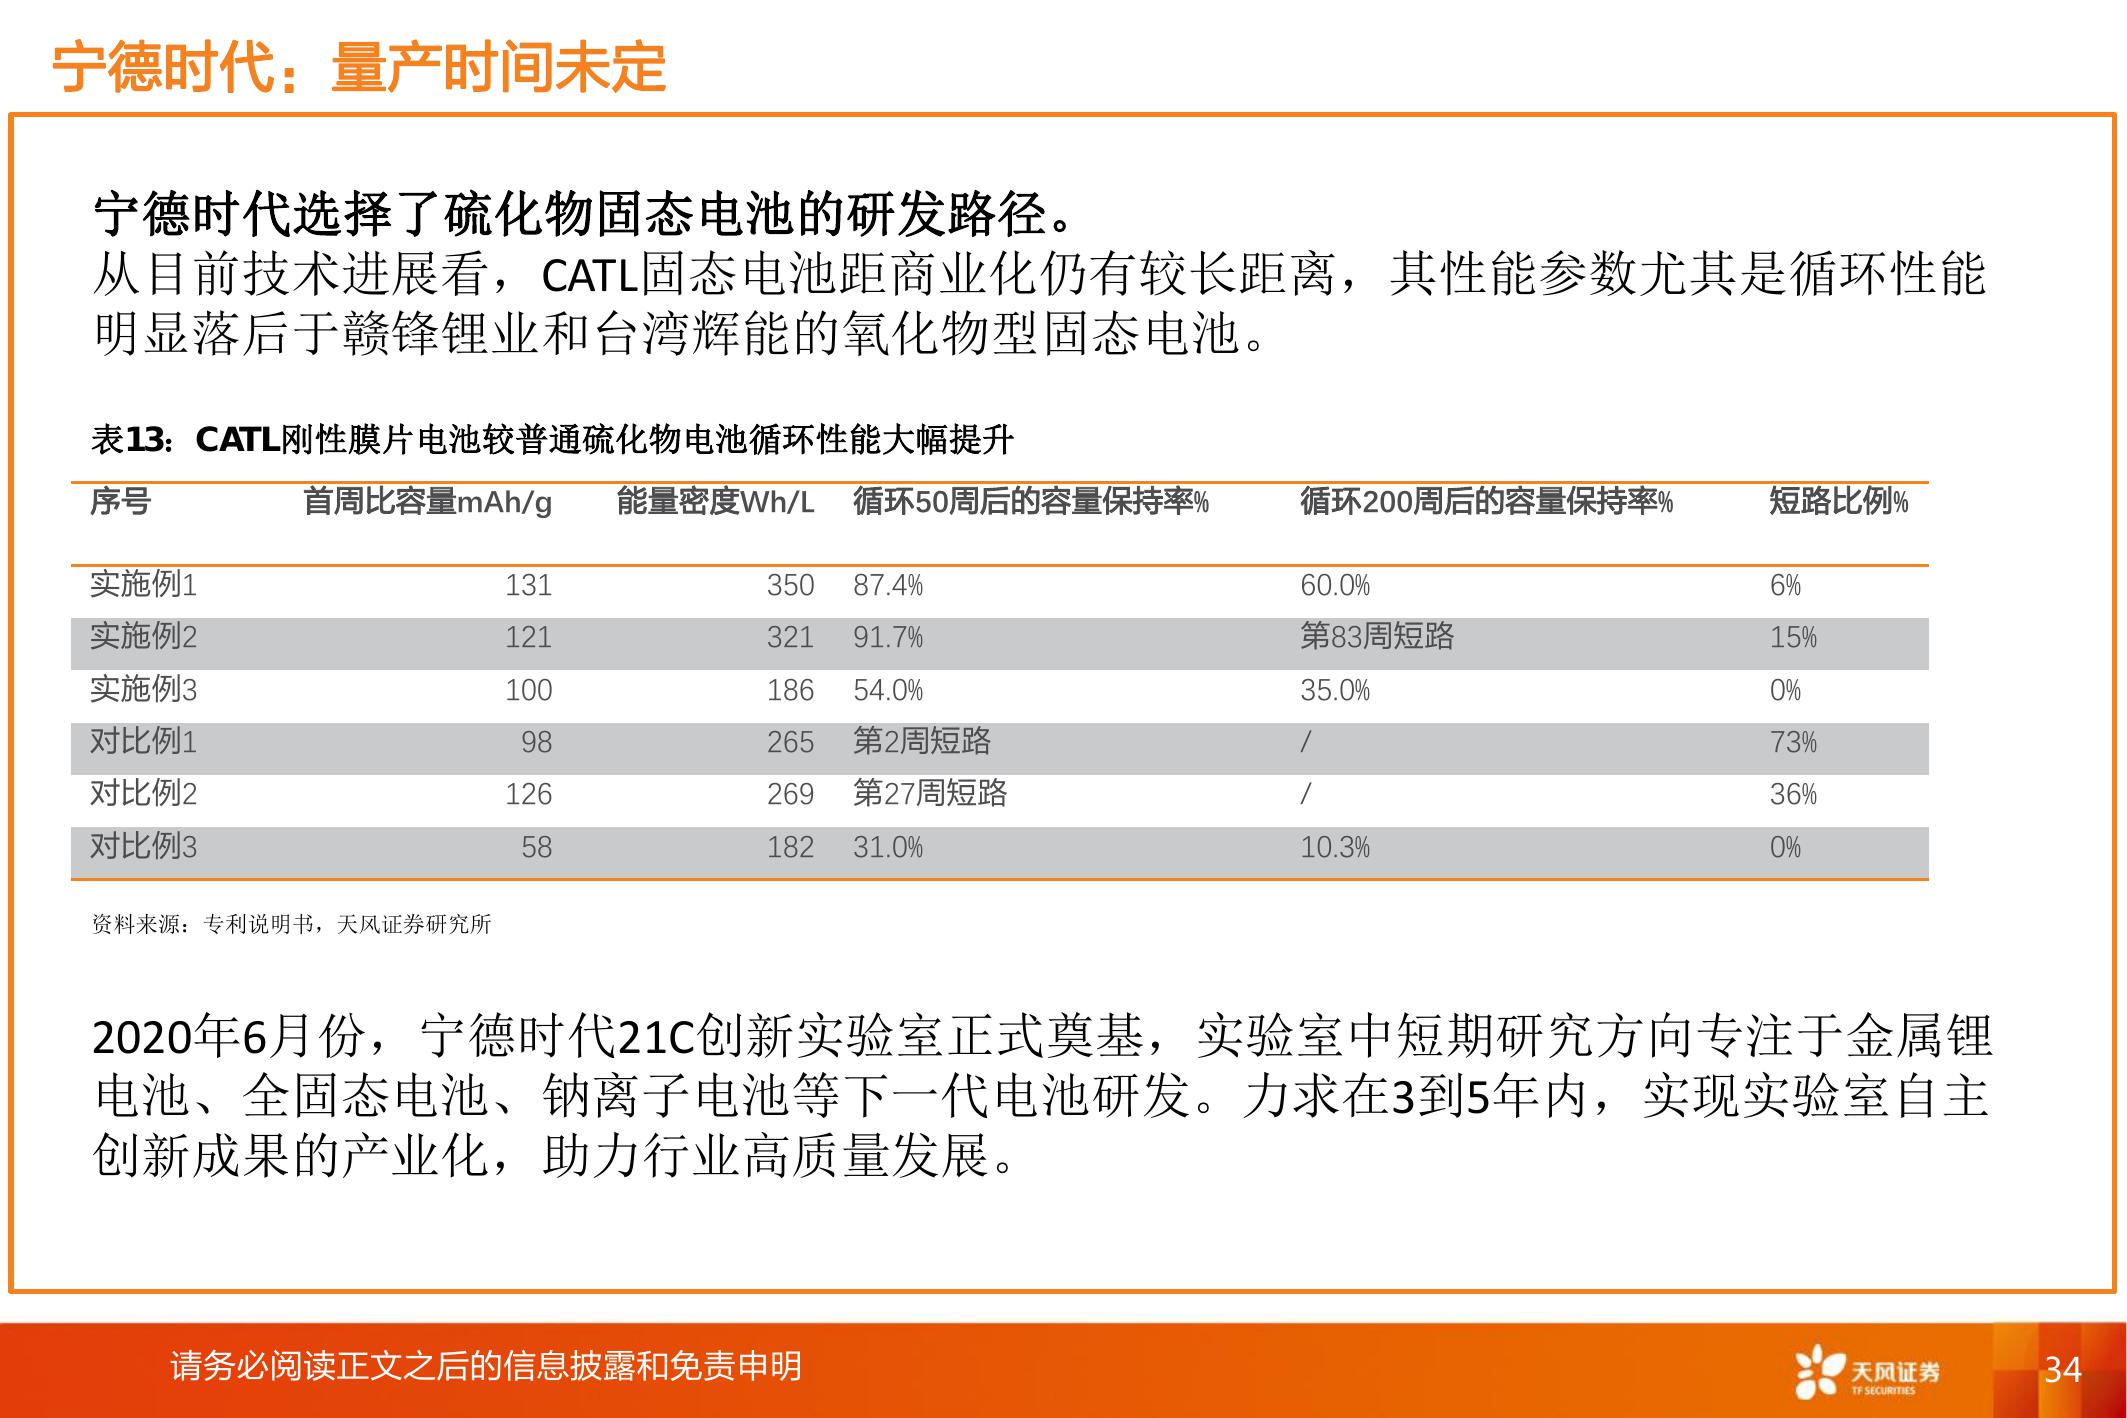 宁德时代：量产时间未定
宁德时代选择了硫化物固态电池的研发路径。
从目前技术进展看，CATL固态电池距商业化仍有较长距离，其性能参数尤其是循环性能
明显落后于赣锋锂业和台湾辉能的氧化物型固态电池。
表13：CATL刚性膜片电池较普通硫化物电池循环性能大幅提升
序号 首周比容量mAh/g 能量密度Wh/L 循环50周后的容量保持率% 循环200周后的容量保持率% 短路比例%
实施例1 131 350 87.4% 60.0% 6%
实施例2 121 321 91.7% 第83周短路 15%
实施例3 100 186 54.0% 35.0% 0%
对比例1 98 265 第2周短路 / 73%
对比例2 126 269 第27周短路 / 36%
对比例3 58 182 31.0% 10.3% 0%
资料来源：专利说明书，天风证券研究所
2020年6月份，宁德时代21C创新实验室正式奠基，实验室中短期研究方向专注于金属锂
电池、全固态电池、钠离子电池等下一代电池研发。力求在3到5年内，实现实验室自主
创新成果的产业化，助力行业高质量发展。
请务必阅读正文之后的信息披露和免责申明
天风证券
TF SECURITIES
34